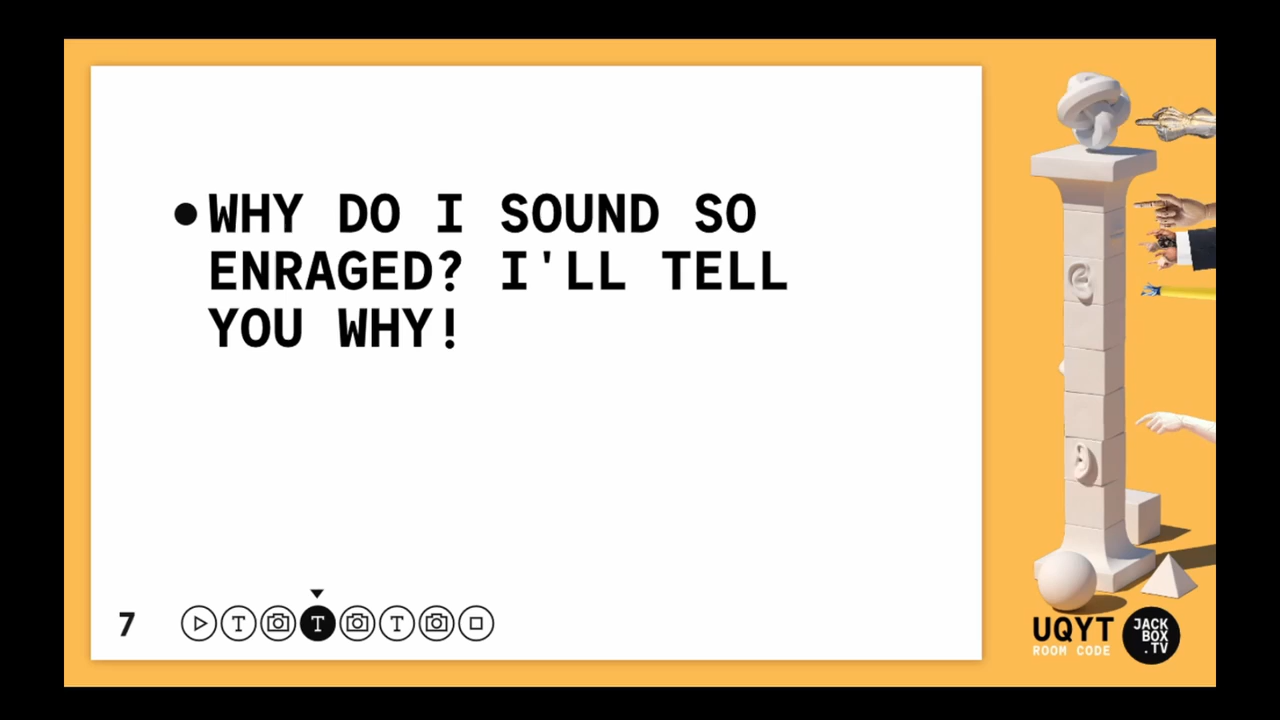 ●WHY DO I SOUND SO
ENRAGED? I'LL TELL
YOU WHY!
7
T
T
T
UQYT
ROOM CODE
JACK
BOX
.TV